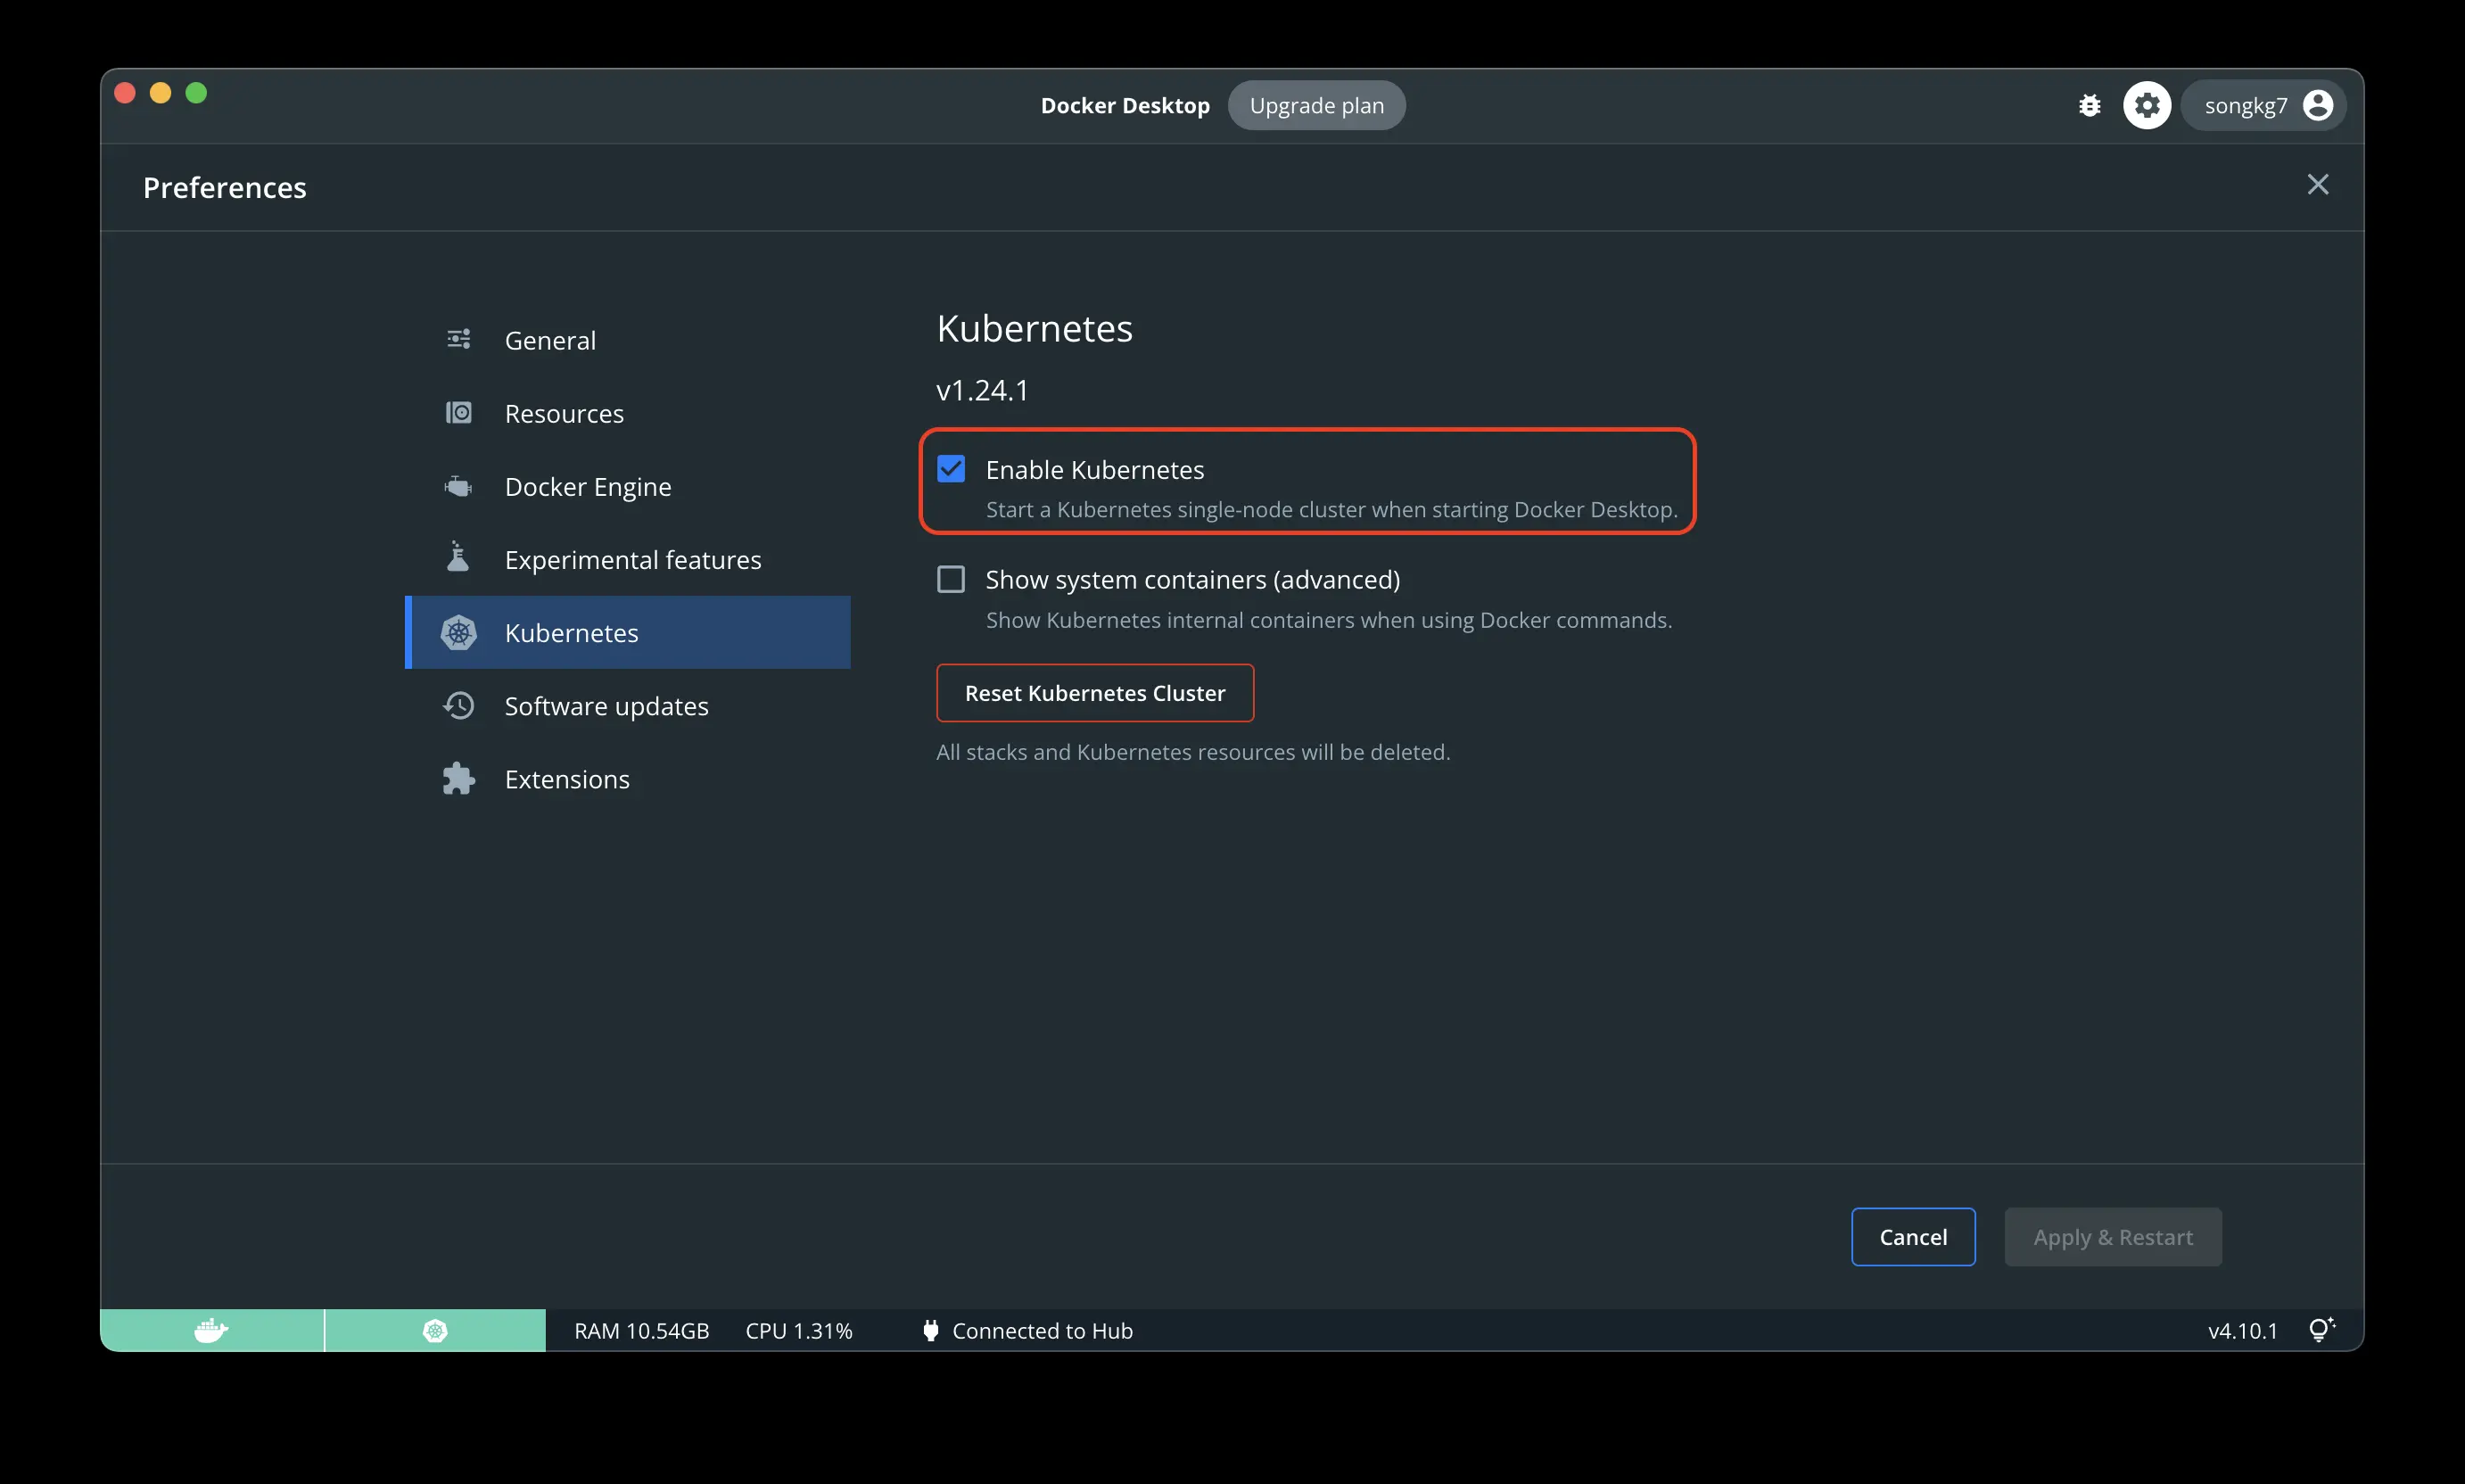 Docker Desktop
Upgrade plan
songkg7
Preferences
General
Resources
Docker Engine
Experimental features
Kubernetes
Software updates
Extensions
Kubernetes
v1.24.1
Enable Kubernetes
Start a Kubernetes single-node cluster when starting Docker Desktop.
Show system containers (advanced)
Show Kubernetes internal containers when using Docker commands.
Reset Kubernetes Cluster
All stacks and Kubernetes resources will be deleted.
Cancel
Apply & Restart
RAM 10.54GB
CPU 1.31%
Connected to Hub
v4.10.1